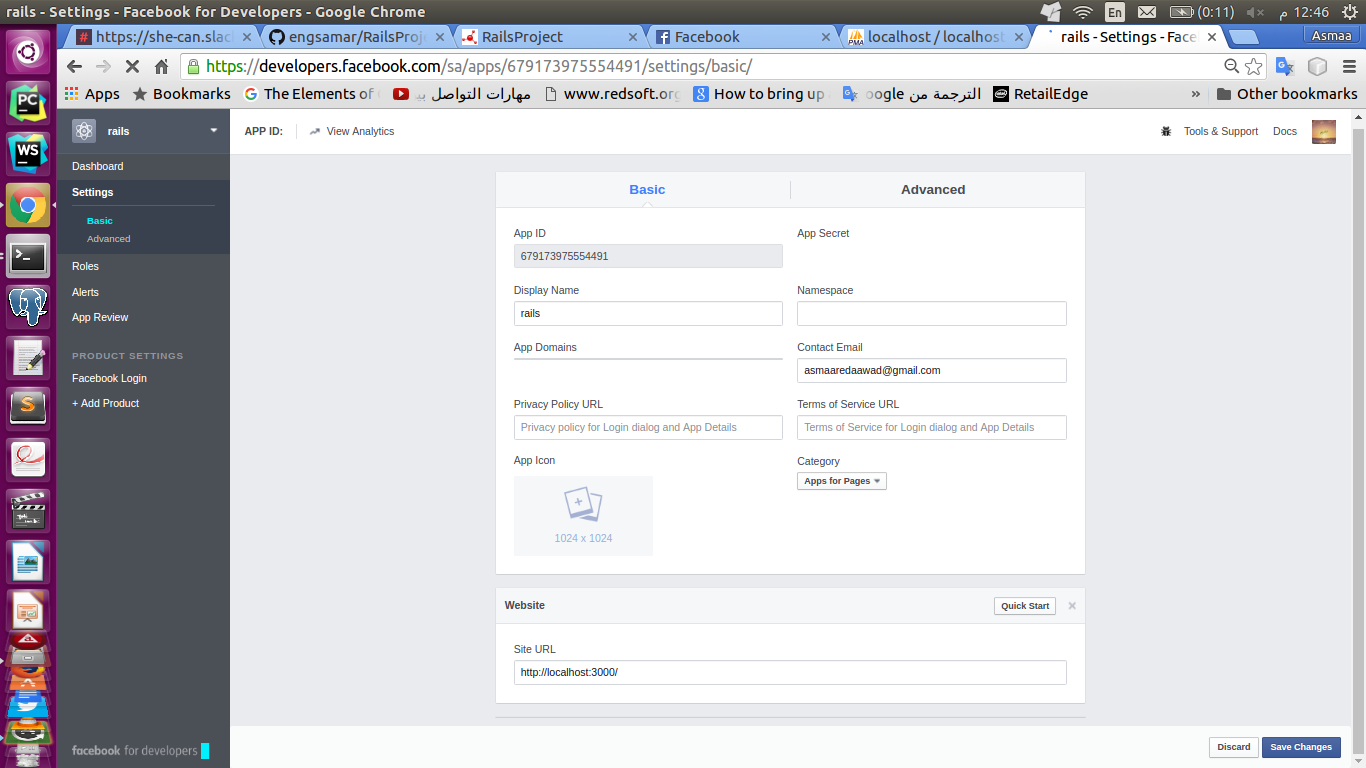 rails - Settings - Facebook for Developers - Google Chrome
En
(0:11)
12:46 م
https://she-can.slac
engsamar/RailsProj
RailsProject
Facebook
localhost / localhost
rails - Settings - Face
Asmaa
https://developers.facebook.com/sa/apps/679173975554491/settings/basic/
Apps
Bookmarks
The Elements of
مهارات التواصل بي
www.redsoft.org
How to bring up
الترجمة من oogle
RetailEdge
»
Other bookmarks
rails
APP ID:
View Analytics
Tools & Support
Docs
Dashboard
Settings
Basic
Advanced
Roles
Alerts
App Review
PRODUCT SETTINGS
Facebook Login
+ Add Product
facebook for developers
Basic
Advanced
App ID
App Secret
679173975554491
Display Name
Namespace
rails
App Domains
Contact Email
asmaaredaawad@gmail.com
Privacy Policy URL
Terms of Service URL
Privacy policy for Login dialog and App Details
Terms of Service for Login dialog and App Details
App Icon
Category
Apps for Pages
1024 x 1024
Website
Quick Start
Site URL
http://localhost:3000/
Discard
Save Changes
PC
WS